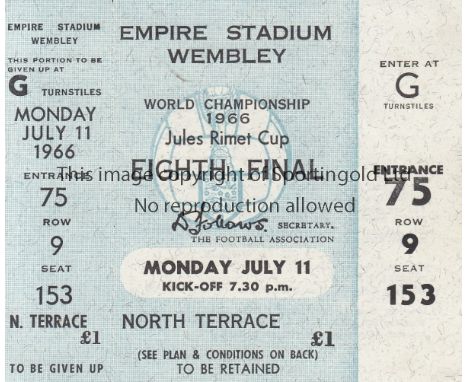 EMPIRE STADIUM
WEMBLEY
THIS PORTION TO BE
GIVEN UP AT
G TURNSTILES
MONDAY
JULY 11
1966
ENTRANCE
75
ROW
9
SEAT
153
N. TERRACE
£1
TO BE GIVEN UP
EMPIRE STADIUM
WEMBLEY
WORLD CHAMPIONSHIP
1966
Jules Rimet Cup
EIGHTH FINAL
This image copyright of Sportingold Ltd
No reproduction allowed
D Follows. SECRETARY.
THE FOOTBALL ASSOCIATION
MONDAY JULY 11
KICK-OFF 7.30 p.m.
NORTH TERRACE
£1
(SEE PLAN & CONDITIONS ON BACK)
TO BE RETAINED
ENTER AT
G
TURNSTILES
ENTRANCE
75
ROW
9
SEAT
153